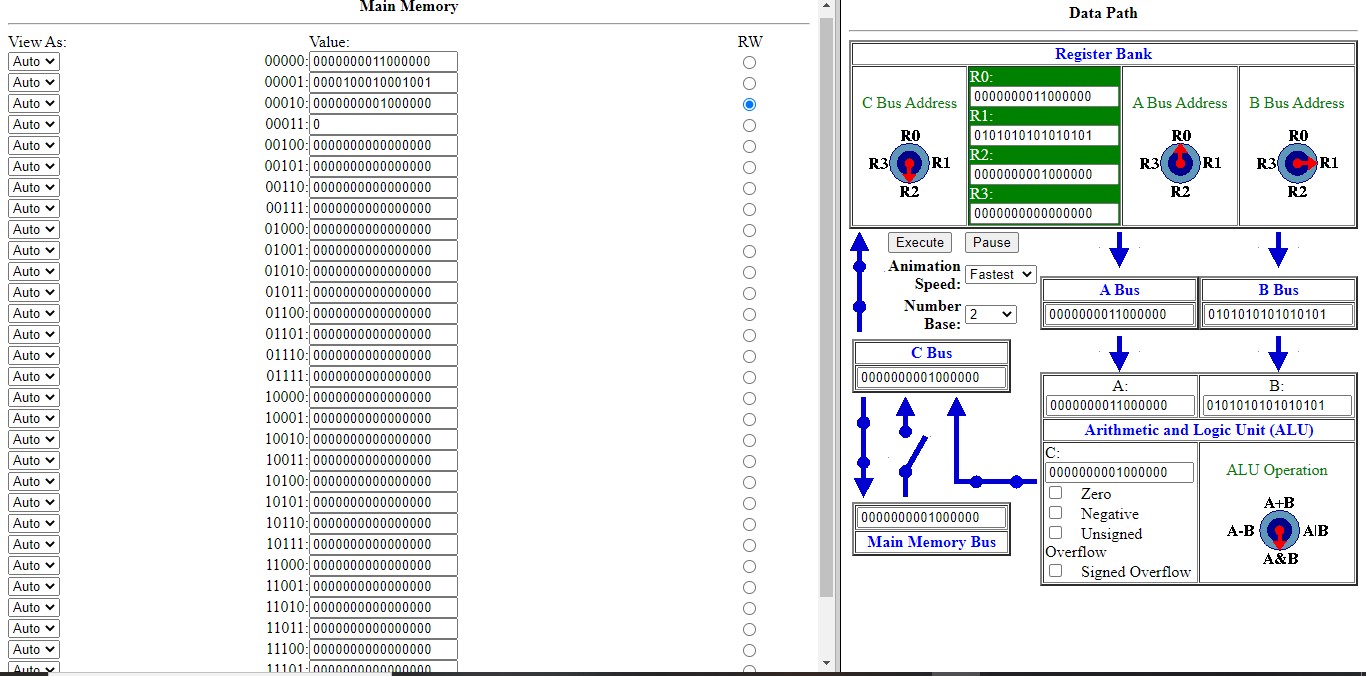 Main Memory
View As: Value: RW
Auto 00000: 0000000011000000
Auto 00001: 0000100010001001
Auto 00010: 0000000001000000
Auto 00011: 0
Auto 00100: 0000000000000000
Auto 00101: 0000000000000000
Auto 00110: 0000000000000000
Auto 00111: 0000000000000000
Auto 01000: 0000000000000000
Auto 01001: 0000000000000000
Auto 01010: 0000000000000000
Auto 01011: 0000000000000000
Auto 01100: 0000000000000000
Auto 01101: 0000000000000000
Auto 01110: 0000000000000000
Auto 01111: 0000000000000000
Auto 10000: 0000000000000000
Auto 10001: 0000000000000000
Auto 10010: 0000000000000000
Auto 10011: 0000000000000000
Auto 10100: 0000000000000000
Auto 10101: 0000000000000000
Auto 10110: 0000000000000000
Auto 10111: 0000000000000000
Auto 11000: 0000000000000000
Auto 11001: 0000000000000000
Auto 11010: 0000000000000000
Auto 11011: 0000000000000000
Auto 11100: 0000000000000000
Auto 11101: 0000000000000000
Data Path
Register Bank
C Bus Address
R0
R3 R1
R2
R0:
0000000011000000
R1:
0101010101010101
R2:
0000000001000000
R3:
0000000000000000
A Bus Address
R0
R3 R1
R2
B Bus Address
R0
R3 R1
R2
Execute Pause
Animation
Speed: Fastest
Number
Base: 2
A Bus
0000000011000000
B Bus
0101010101010101
C Bus
0000000001000000
A:
0000000011000000
B:
0101010101010101
Arithmetic and Logic Unit (ALU)
C:
0000000001000000
Zero
Negative
Unsigned
Overflow
Signed Overflow
ALU Operation
A+B
A-B A|B
A&B
0000000001000000
Main Memory Bus